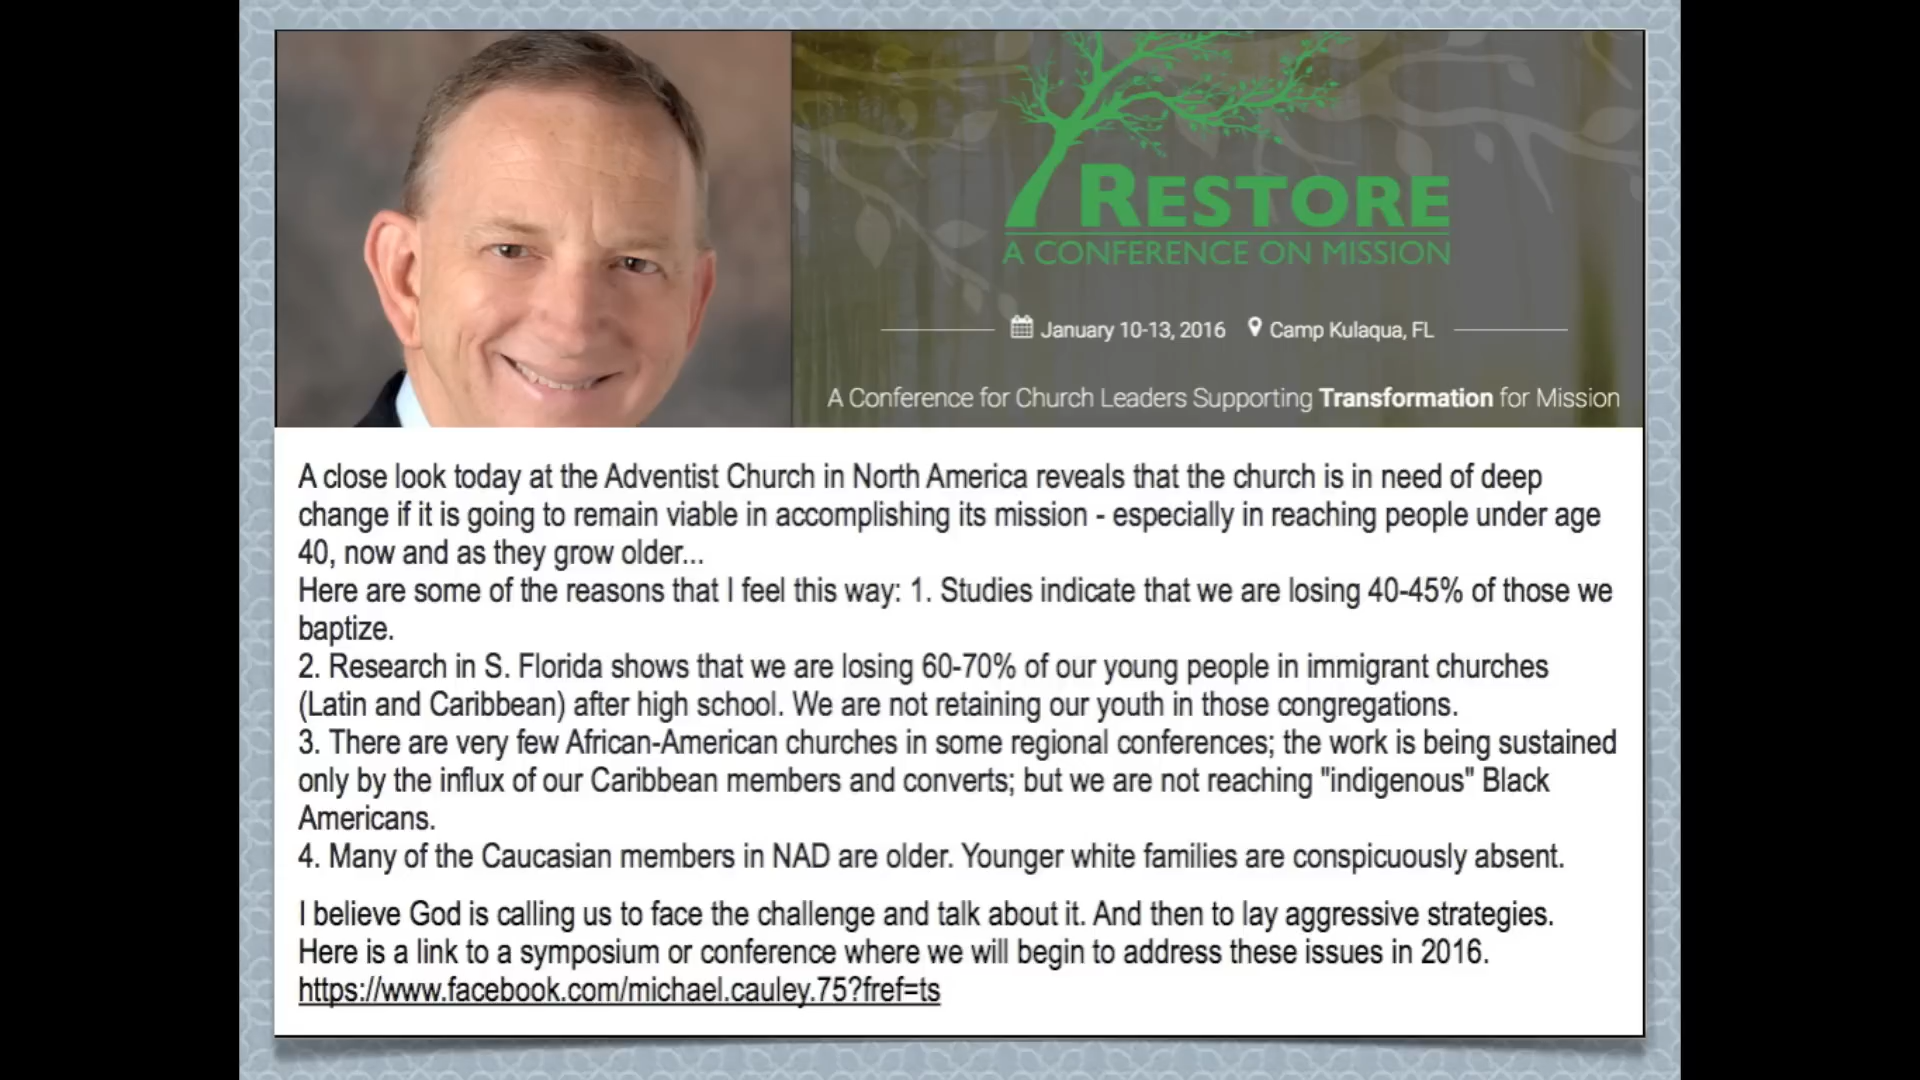 RESTORE
A CONFERENCE ON MISSION
January 10-13, 2016 Camp Kulaqua, FL
A Conference for Church Leaders Supporting Transformation for Mission
A close look today at the Adventist Church in North America reveals that the church is in need of deep
change if it is going to remain viable in accomplishing its mission - especially in reaching people under age
40, now and as they grow older...
Here are some of the reasons that I feel this way: 1. Studies indicate that we are losing 40-45% of those we
baptize.
2. Research in S. Florida shows that we are losing 60-70% of our young people in immigrant churches
(Latin and Caribbean) after high school. We are not retaining our youth in those congregations.
3. There are very few African-American churches in some regional conferences; the work is being sustained
only by the influx of our Caribbean members and converts; but we are not reaching "indigenous" Black
Americans.
4. Many of the Caucasian members in NAD are older. Younger white families are conspicuously absent.
I believe God is calling us to face the challenge and talk about it. And then to lay aggressive strategies.
Here is a link to a symposium or conference where we will begin to address these issues in 2016.
https://www.facebook.com/michael.cauley.75?fref=ts